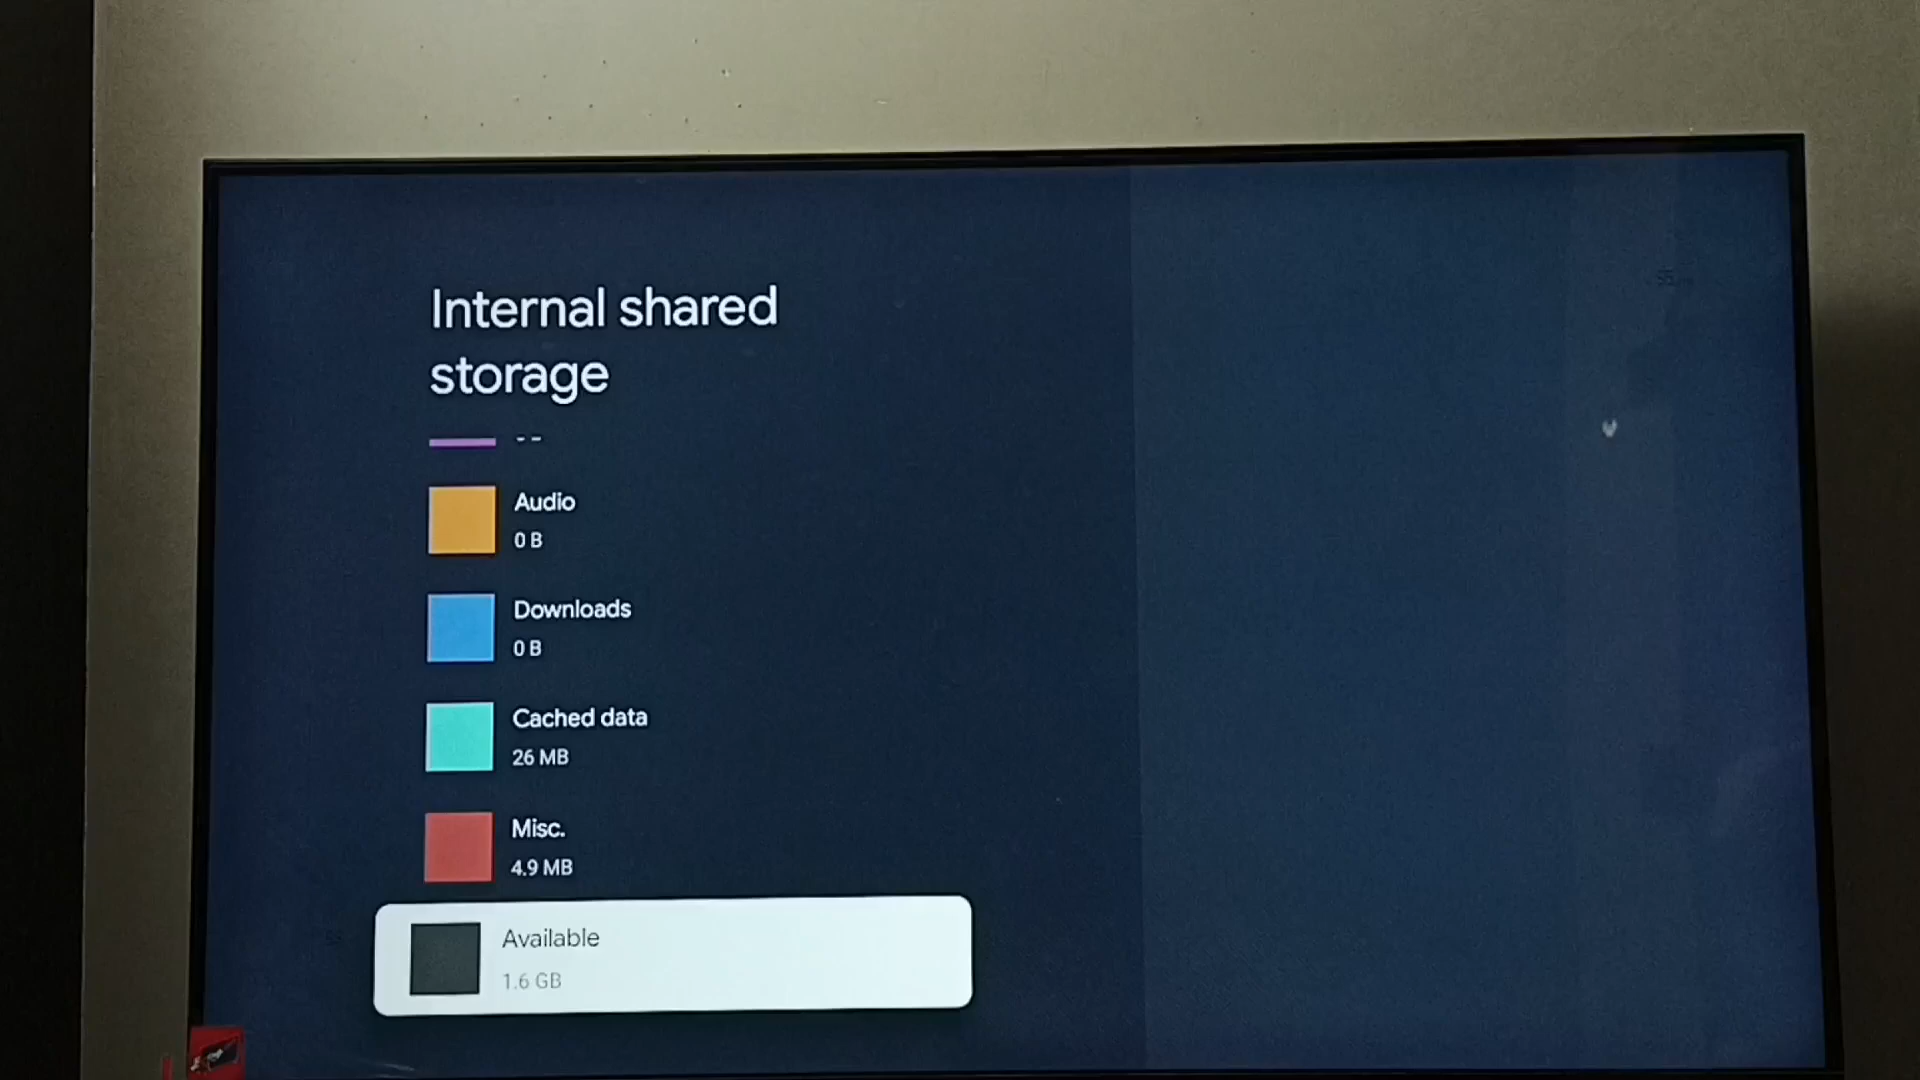 Internal shared
storage
Audio
0 B
Downloads
0 B
Cached data
26 MB
Misc.
4.9 MB
Available
1.6 GB